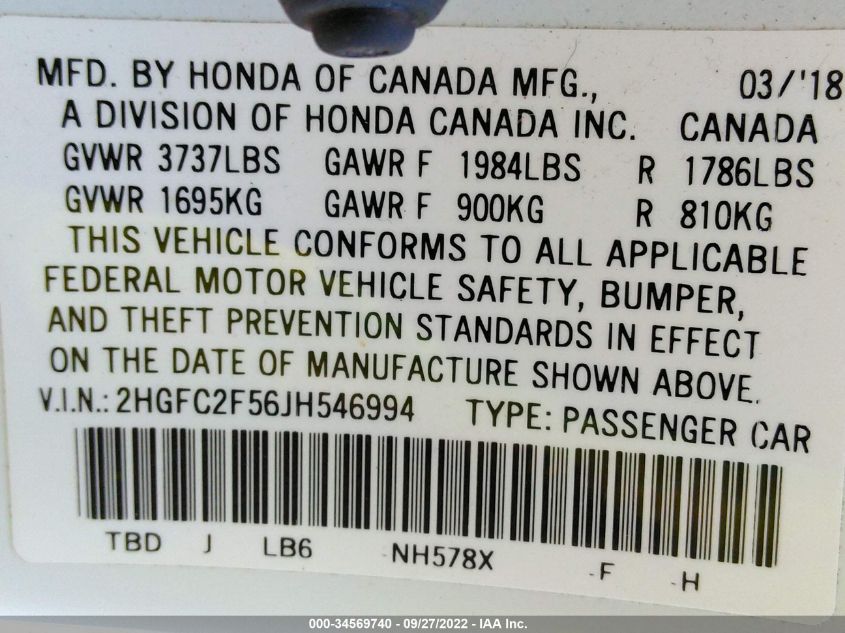 MFD. BY HONDA OF CANADA MFG., 03/'18
A DIVISION OF HONDA CANADA INC. CANADA
GVWR 3737LBS GAWR F 1984LBS R 1786LBS
GVWR 1695KG GAWR F 900KG R 810KG
THIS VEHICLE CONFORMS TO ALL APPLICABLE
FEDERAL MOTOR VEHICLE SAFETY, BUMPER,
AND THEFT PREVENTION STANDARDS IN EFFECT
ON THE DATE OF MANUFACTURE SHOWN ABOVE.
V.I.N.: 2HGFC2F56JH546994 TYPE: PASSENGER CAR
TBD J LB6 -NH578X -F -H
000-34569740 - 09/27/2022 - IAA Inc.